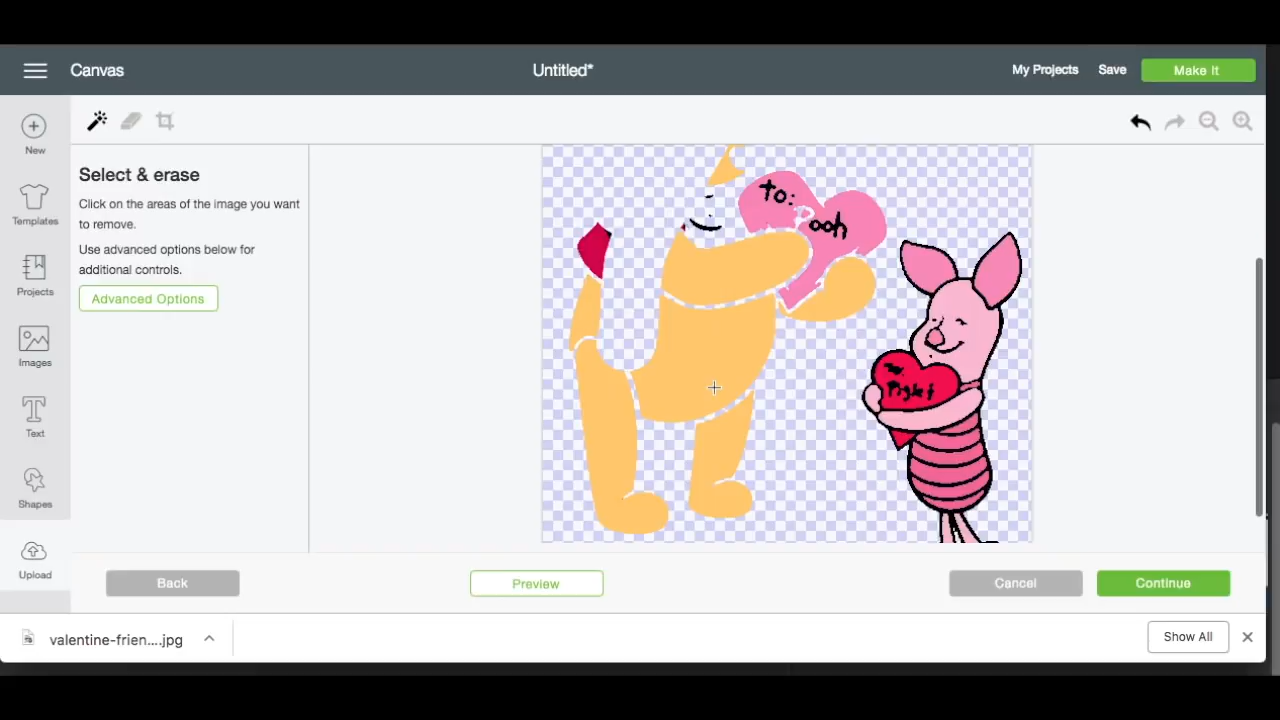 Canvas
Untitled*
My Projects
Save
Make It
New
Templates
Projects
Images
Text
Shapes
Upload
Select & erase
Click on the areas of the image you want
to remove.
Use advanced options below for
additional controls.
Advanced Options
to:
ooh
To:
Piglet
Back
Preview
Cancel
Continue
valentine-frien....jpg
Show All